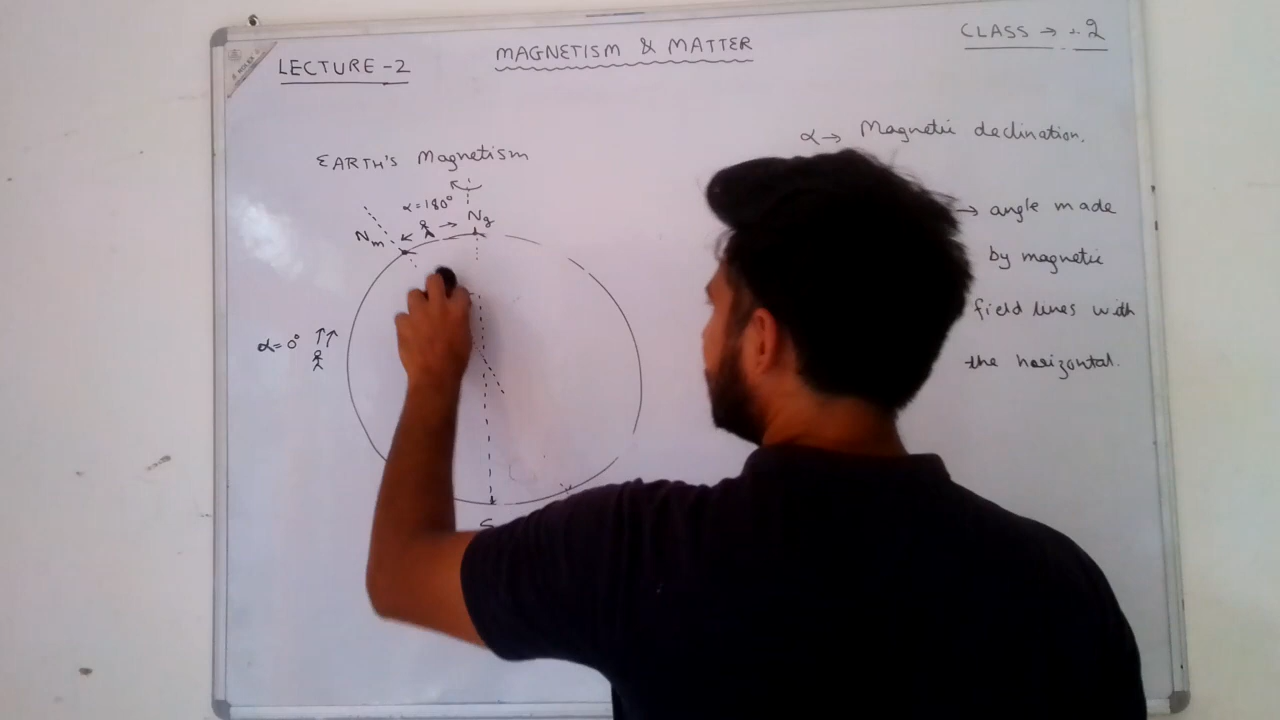 CLASS → ..2
MAGNETISM & MATTER
LECTURE -2
α → Magnetic declination.
EARTH'S Magnetism
α=180°
Ng
Nm
→ angle made
by magnetic
field lines with
the horizontal.
α=0°
S